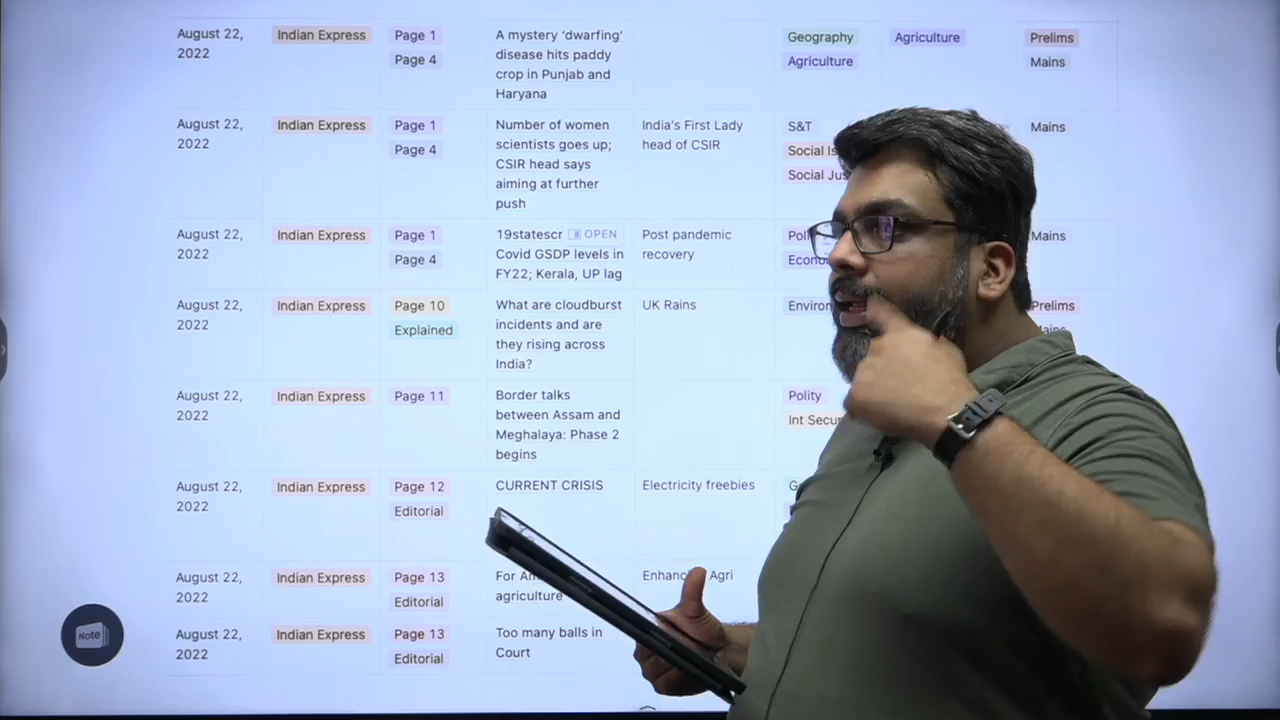 August 22,
2022
Indian Express
Page 1
Page 4
A mystery ‘dwarfing’
disease hits paddy
crop in Punjab and
Haryana
Geography
Agriculture
Agriculture
Prelims
Mains
August 22,
2022
Indian Express
Page 1
Page 4
Number of women
scientists goes up;
CSIR head says
aiming at further
push
India's First Lady
head of CSIR
S&T
Social
Social
Mains
August 22,
2022
Indian Express
Page 1
Page 4
OPEN
Covid GSDP levels in
FY22; Kerala, UP lag
Post pandemic
recovery
Mains
August 22,
2022
Indian Express
Page 10
Explained
What are cloudburst
incidents and are
they rising across
India?
UK Rains
Prelims
August 22,
2022
Indian Express
Page 11
Border talks
between Assam and
Meghalaya: Phase 2
begins
Polity
Int
August 22,
2022
Indian Express
Page 12
Editorial
CURRENT CRISIS
Electricity freebies
August 22,
2022
Indian Express
Page 13
Editorial
For
agriculture
Agri
August 22,
2022
Indian Express
Page 13
Editorial
Too many balls in
Court
Note